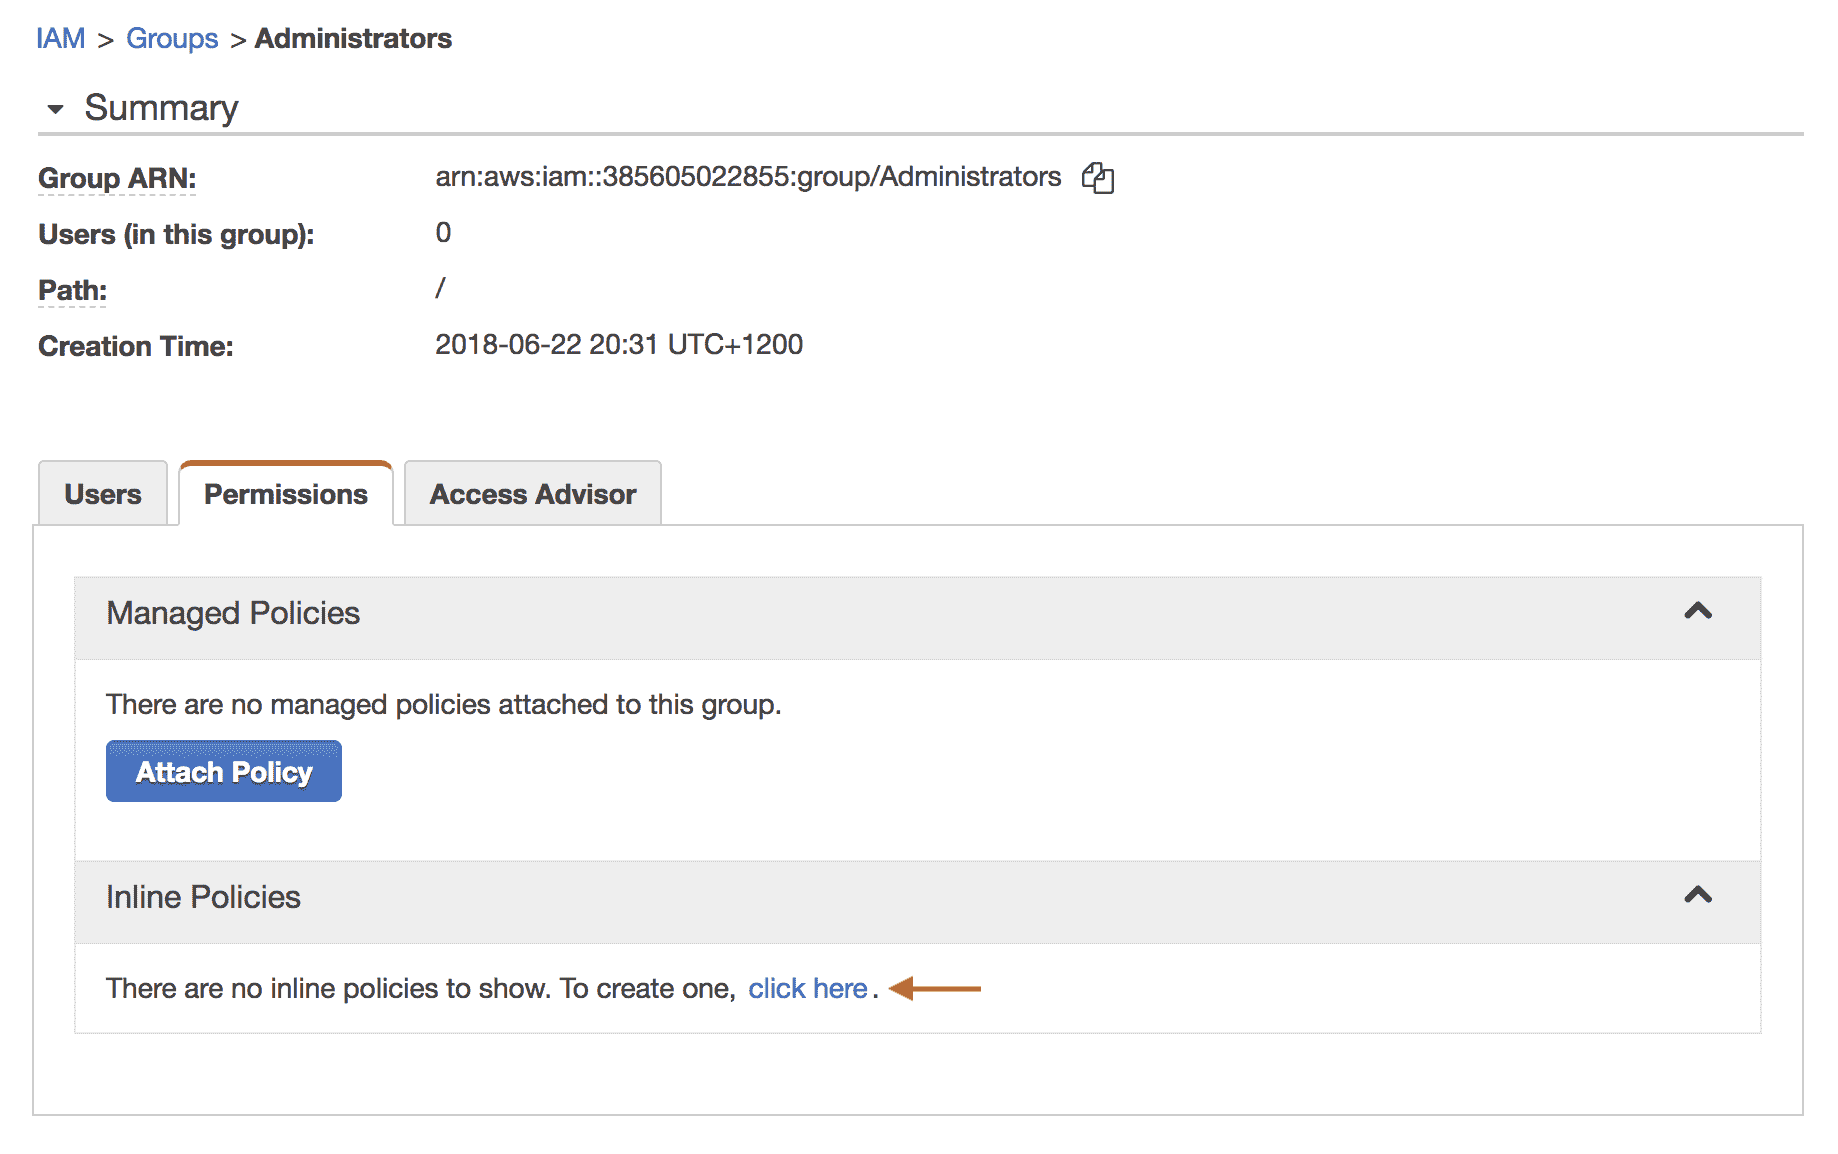 IAM > Groups > Administrators
Summary
Group ARN: arn:aws:iam::385605022855:group/Administrators
Users (in this group): 0
Path: /
Creation Time: 2018-06-22 20:31 UTC+1200
Users Permissions Access Advisor
Managed Policies
There are no managed policies attached to this group.
Attach Policy
Inline Policies
There are no inline policies to show. To create one, click here.